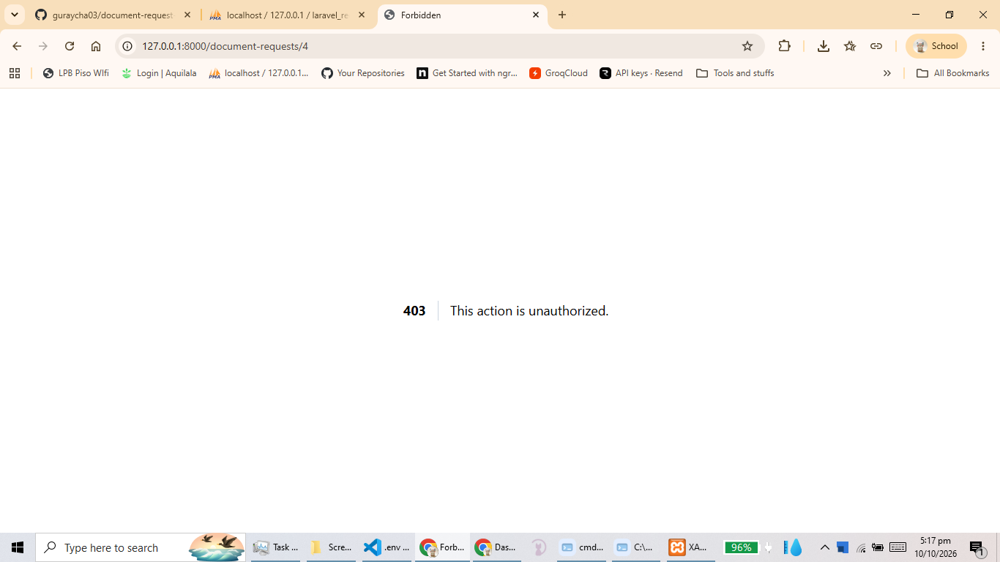 guraycha03/document-request
PMA localhost / 127.0.0.1 / laravel_re
Forbidden
127.0.0.1:8000/document-requests/4
School
LPB Piso WIfi
Login | Aquilala
localhost / 127.0.0.1...
Your Repositories
Get Started with ngr...
GroqCloud
API keys · Resend
Tools and stuffs
All Bookmarks
403
This action is unauthorized.
Type here to search
Task ...
Scre...
.env ...
Forb...
Das...
cmd...
C:\...
XA...
96%
5:17 pm
10/10/2026
1